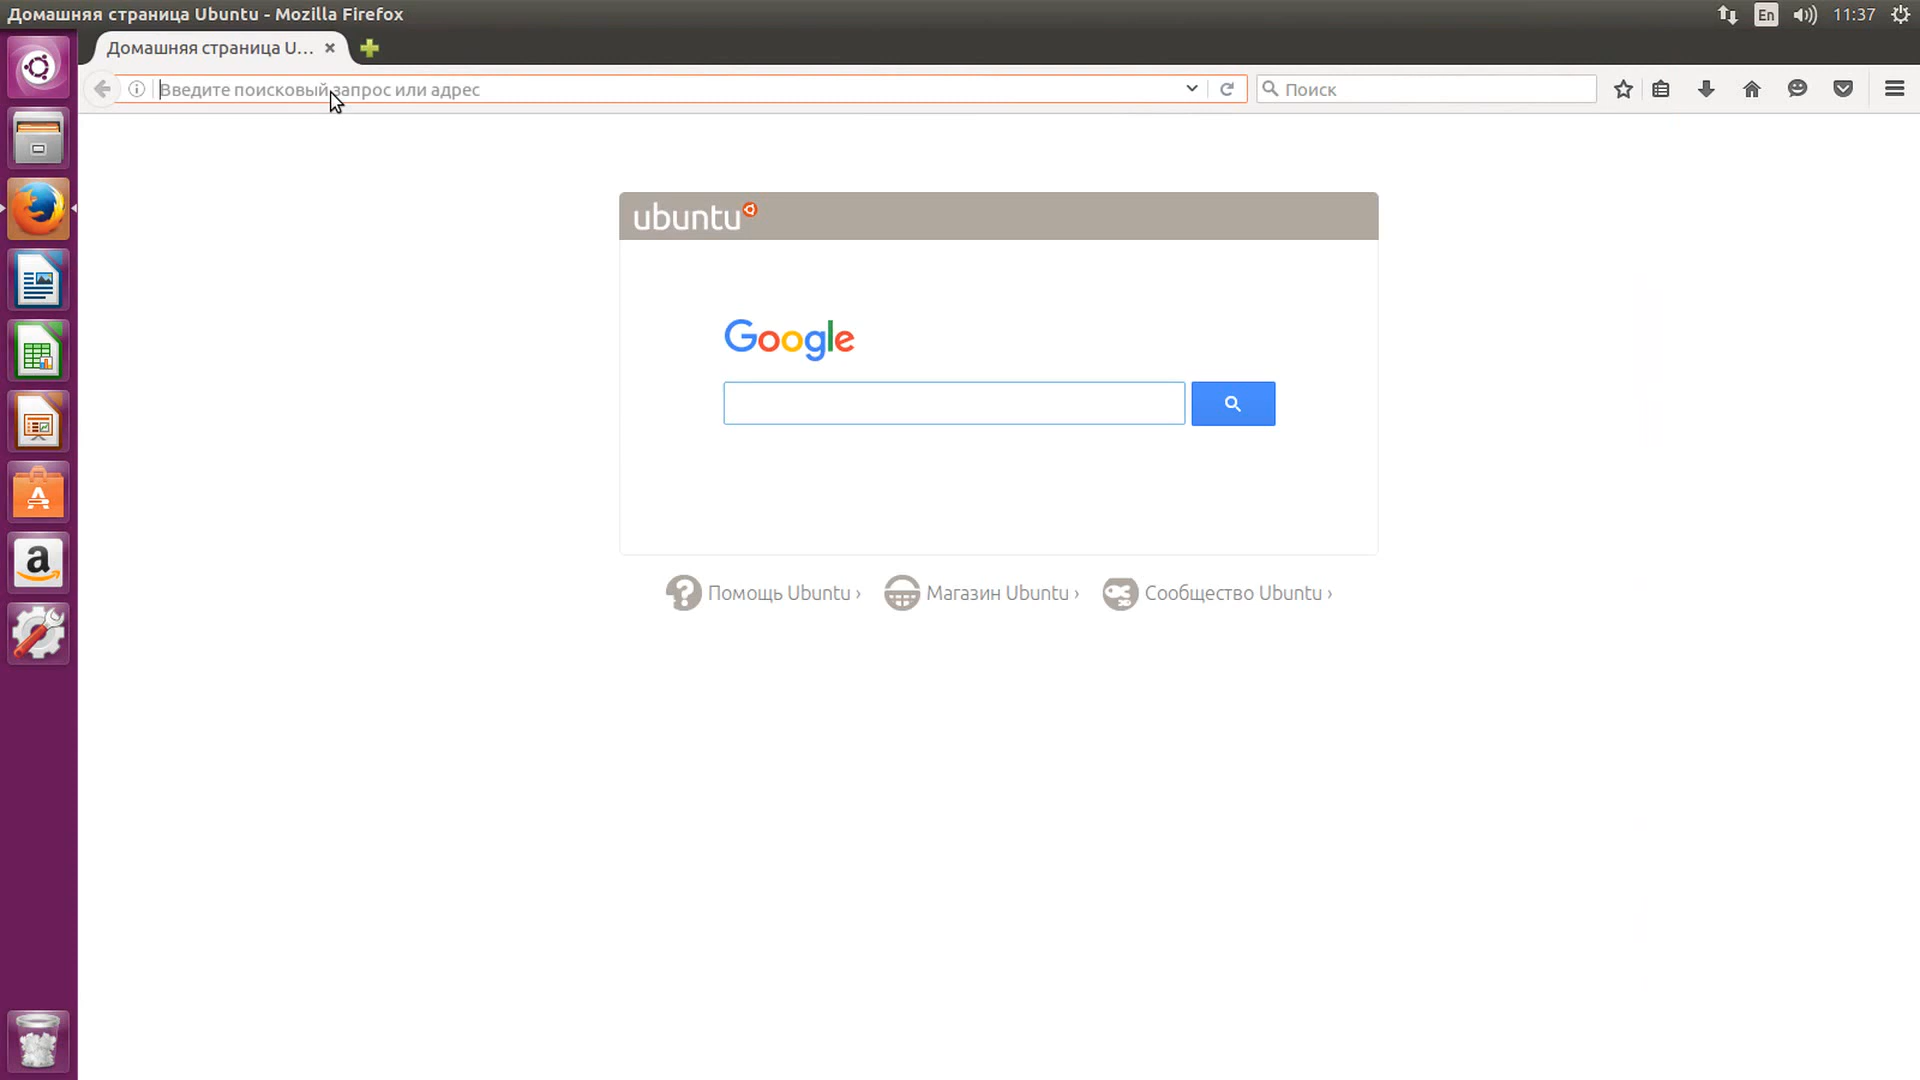 Домашняя страница Ubuntu - Mozilla Firefox
En
11:37
Домашняя страница U...
Введите поисковый запрос или адрес
Поиск
ubuntu
Google
Помощь Ubuntu ›
Магазин Ubuntu ›
Сообщество Ubuntu ›